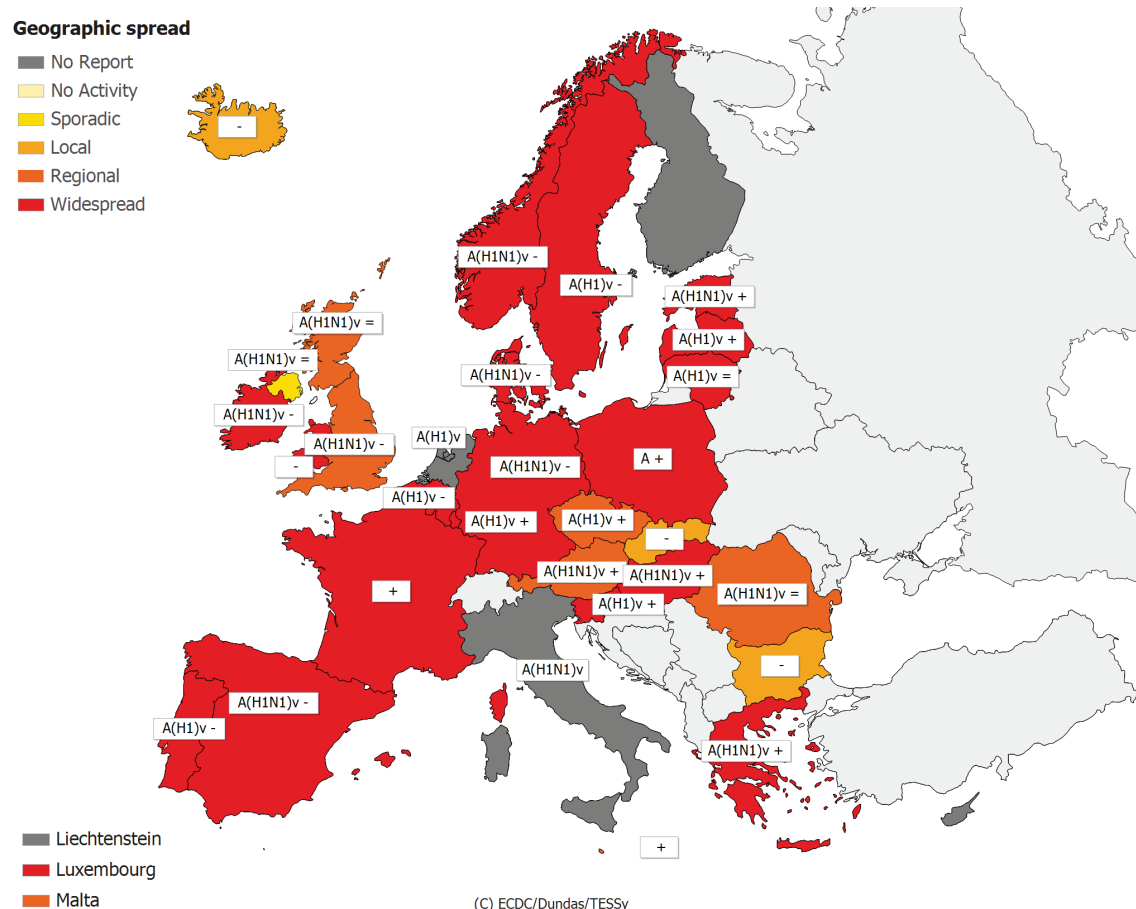 Geographic spread
No Report
No Activity
Sporadic
Local
Regional
Widespread
-
A(H1N1)v -
A(H1)v -
A(H1N1)v +
A(H1N1)v =
A(H1)v +
A(H1N1)v =
A(H1N1)v -
A(H1)v =
A(H1N1)v -
A(H1)v
A(H1N1)v -
-
A(H1N1)v -
A +
A(H1)v -
A(H1)v +
A(H1)v +
-
A(H1N1)v +
A(H1N1)v +
+
A(H1)v +
A(H1N1)v =
A(H1N1)v
-
A(H1N1)v -
A(H1)v -
A(H1N1)v +
+
Liechtenstein
Luxembourg
Malta
(C) ECDC/Dundas/TESSy